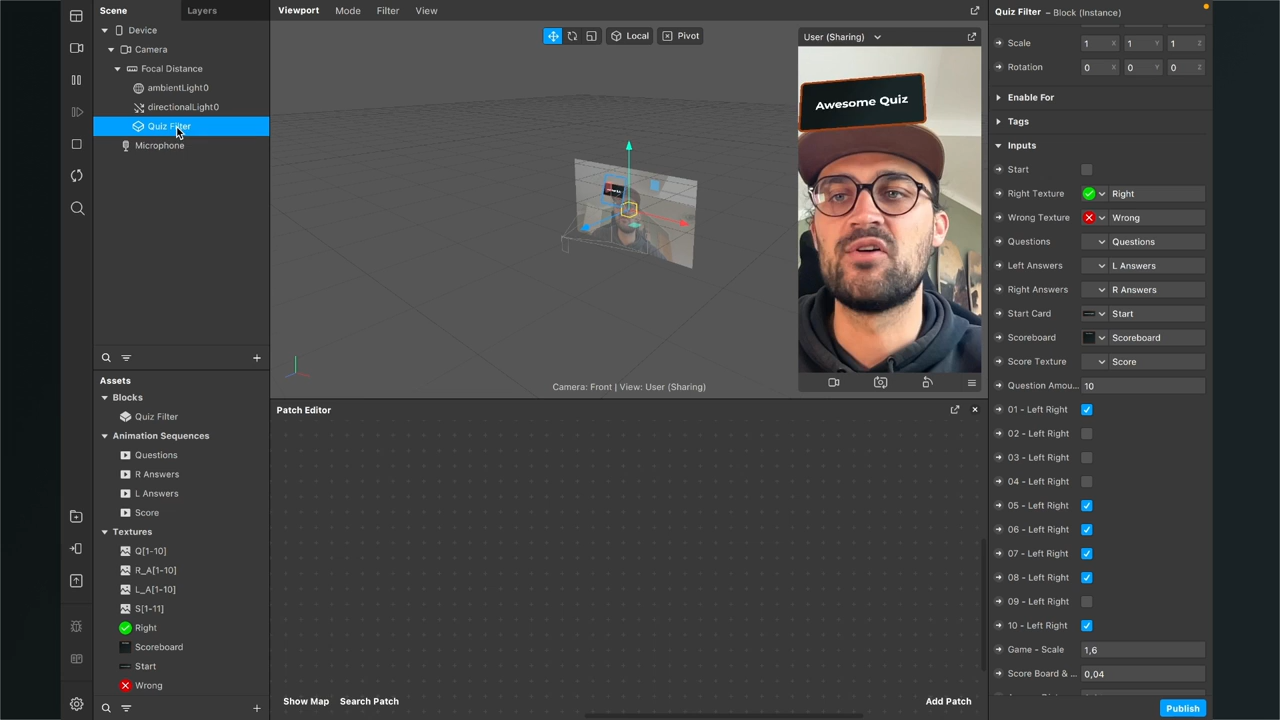 Scene
Layers
Device
Camera
Focal Distance
ambientLight0
directionalLight0
Quiz Filter
Microphone
Assets
Blocks
Quiz Filter
Animation Sequences
Questions
R Answers
L Answers
Score
Textures
Q[1-10]
R_A[1-10]
L_A[1-10]
S[1-11]
Right
Scoreboard
Start
Wrong
Viewport Mode Filter View
Local
Pivot
User (Sharing)
Awesome Quiz
Camera: Front | View: User (Sharing)
Patch Editor
Show Map Search Patch
Add Patch
Quiz Filter – Block (Instance)
Scale 1 X 1 Y 1 Z
Rotation 0 X 0 Y 0 Z
Enable For
Tags
Inputs
Start
Right Texture Right
Wrong Texture Wrong
Questions Questions
Left Answers L Answers
Right Answers R Answers
Start Card Start
Scoreboard Scoreboard
Score Texture Score
Question Amou... 10
01 - Left Right
02 - Left Right
03 - Left Right
04 - Left Right
05 - Left Right
06 - Left Right
07 - Left Right
08 - Left Right
09 - Left Right
10 - Left Right
Game - Scale 1,6
Score Board & ... 0,04
Publish